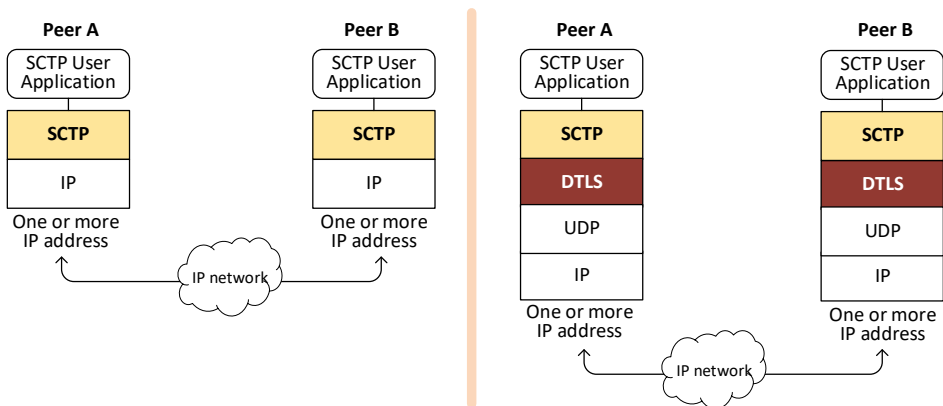 Peer A
SCTP User
Application
SCTP
IP
One or more
IP address
Peer B
SCTP User
Application
SCTP
IP
One or more
IP address
IP network
Peer A
SCTP User
Application
SCTP
DTLS
UDP
IP
One or more
IP address
Peer B
SCTP User
Application
SCTP
DTLS
UDP
IP
One or more
IP address
IP network